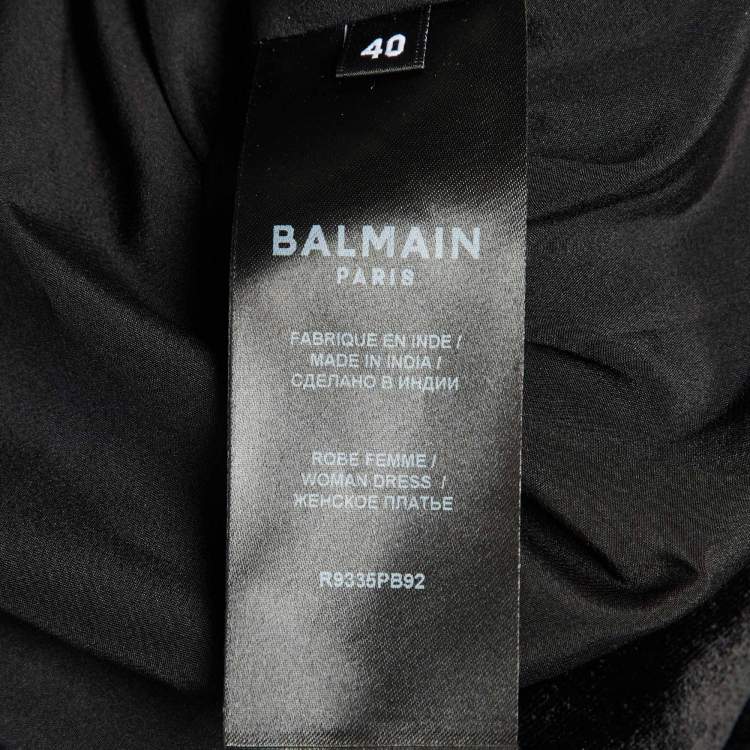 40
BALMAIN
PARIS
FABRIQUE EN INDE /
MADE IN INDIA /
СДЕЛАНО В ИНДИИ
ROBE FEMME /
WOMAN DRESS /
ЖЕНСКОЕ ПЛАТЬЕ
R9335PB92